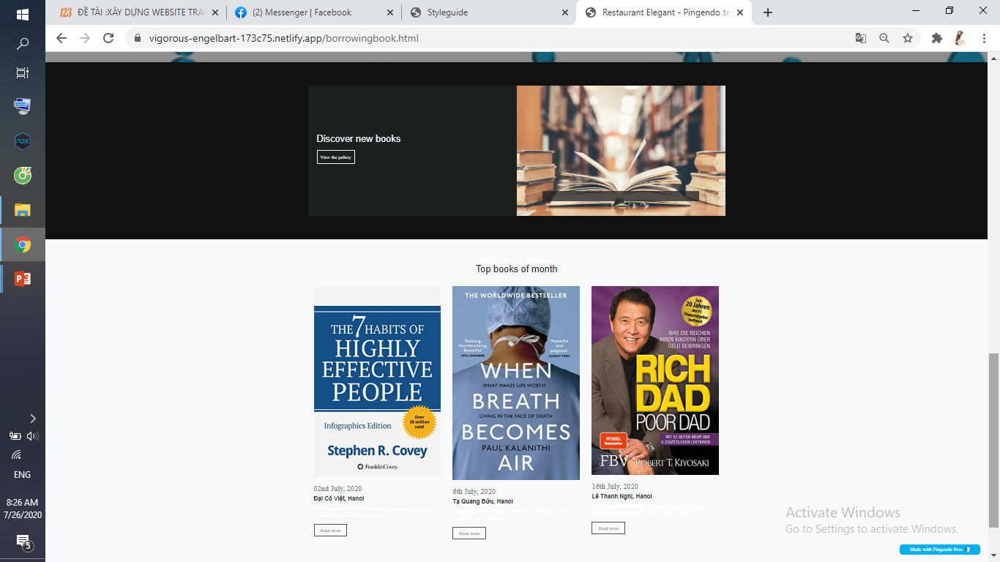 ĐỀ TÀI :XÂY DỰNG WEBSITE TRA
(2) Messenger | Facebook
Styleguide
Restaurant Elegant - Pingendo te
vigorous-engelbart-173c75.netlify.app/borrowingbook.html
Discover new books
View the gallery
Top books of month
THE 7 HABITS OF
HIGHLY
EFFECTIVE
PEOPLE
Infographics Edition
Over
30 million
sold!
Stephen R. Covey
FranklinCovey.
02nd July, 2020
Đại Cồ Việt, Hanoi
Read more
THE WORLDWIDE BESTSELLER
'Rattling.
Heartbreaking.
Beautiful'
ATUL GAWANDE
'Powerful
and
poignant'
SUNDAY TIMES
WHEN
WHAT MAKES LIFE WORTH
BREATH
LIVING IN THE FACE OF DEATH
BECOMES
PAUL KALANITHI
AIR
6th July, 2020
Tạ Quang Bửu, Hanoi
Read more
Seit
20 Jahren
der #1
Finanzratgeber
weltweit
WAS DIE REICHEN
IHREN KINDERN ÜBER
GELD BEIBRINGEN
RICH
DAD
POOR DAD
MIT 50 SEITEN MEHR UND
9 ZUSÄTZLICHEN LEKTIONEN
SPIEGEL
Bestseller
FBV
ROBERT T. KIYOSAKI
16th July, 2020
Lê Thanh Nghị, Hanoi
Read more
Activate Windows
Go to Settings to activate Windows.
Made with Pingendo Free
ENG
8:26 AM
7/26/2020
5